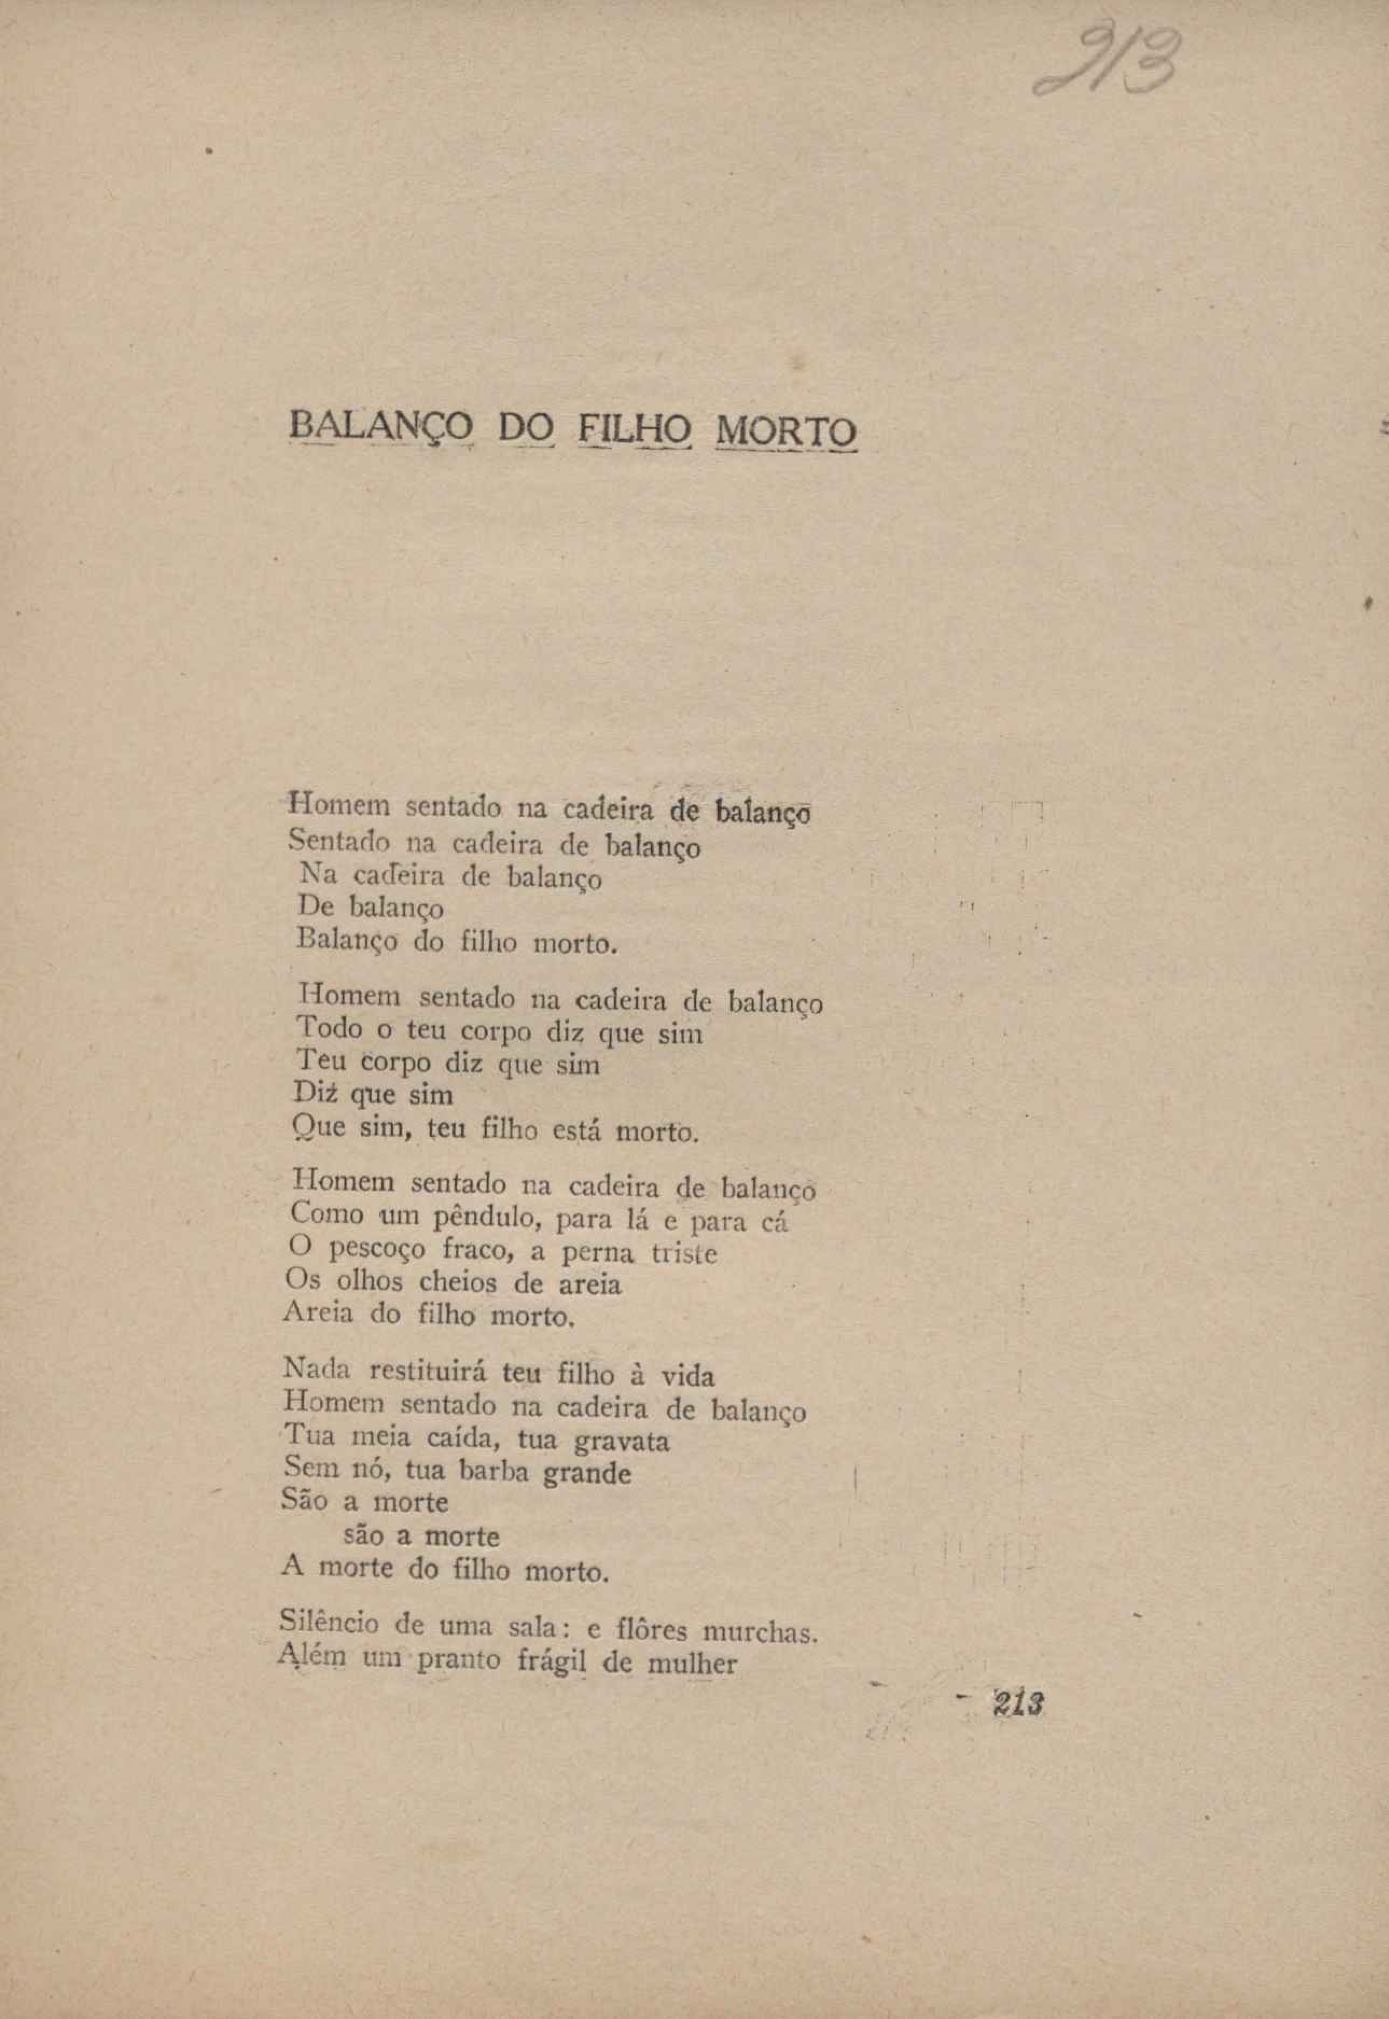 213
BALANÇO DO FILHO MORTO
Homem sentado na cadeira de balanço
Sentado na cadeira de balanço
Na cadeira de balanço
De balanço
Balanço do filho morto.
Homem sentado na cadeira de balanço
Todo o teu corpo diz que sim
Teu corpo diz que sim
Diz que sim
Que sim, teu filho está morto.
Homem sentado na cadeira de balanço
Como um pêndulo, para lá e para cá
O pescoço fraco, a perna triste
Os olhos cheios de areia
Areia do filho morto.
Nada restituirá teu filho à vida
Homem sentado na cadeira de balanço
Tua meia caída, tua gravata
Sem nó, tua barba grande
São a morte
são a morte
A morte do filho morto.
Silêncio de uma sala: e flôres murchas.
Além um pranto frágil de mulher
- 213